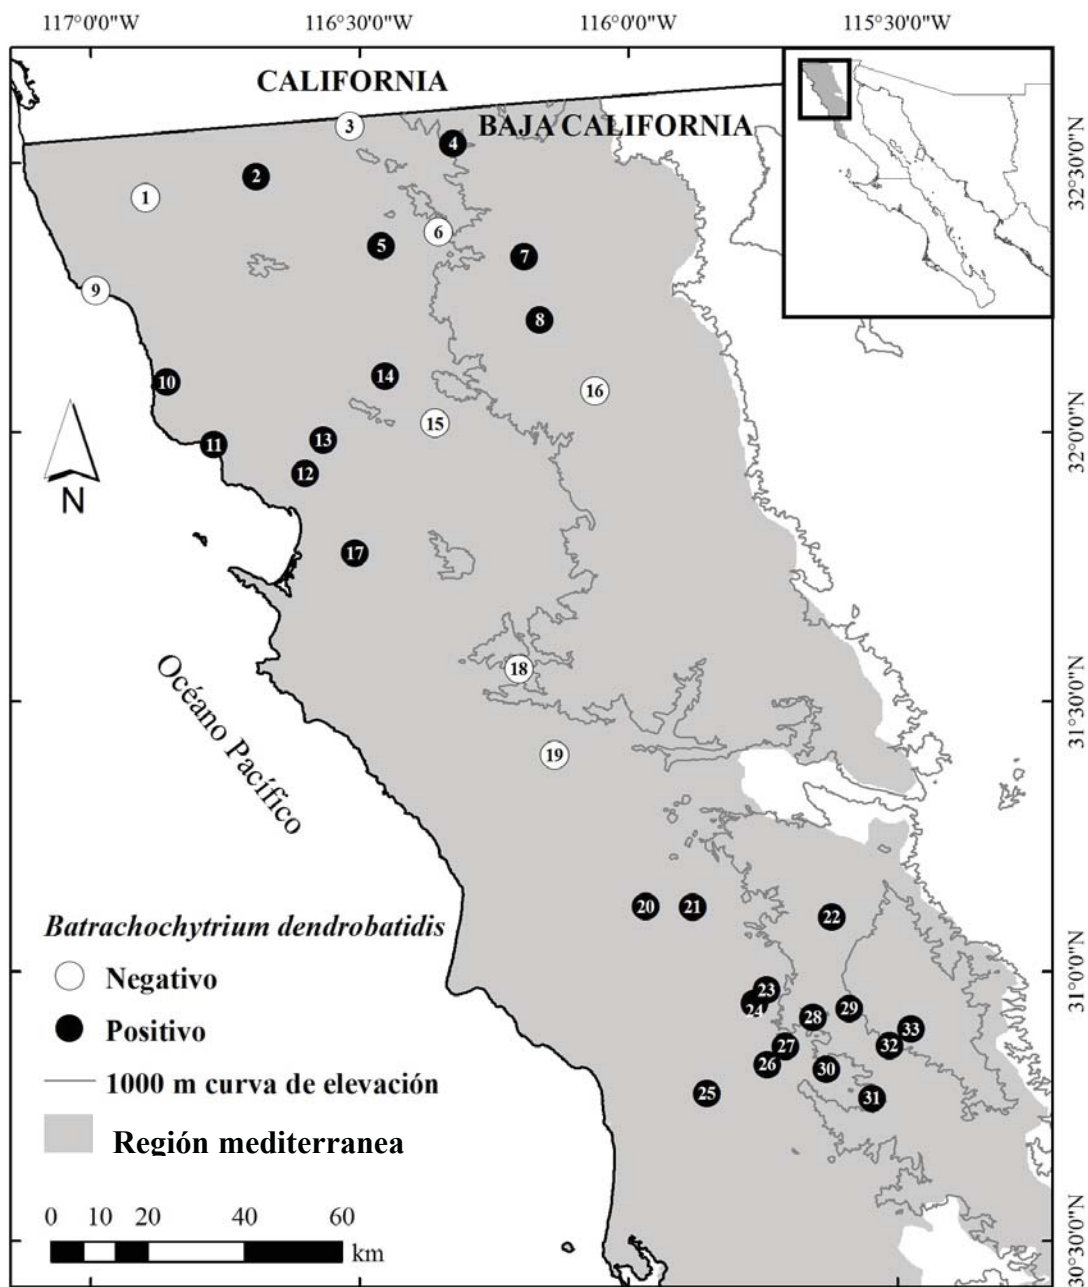 117°0'0"W 116°30'0"W 116°0'0"W 115°30'0"W
CALIFORNIA
BAJA CALIFORNIA
3
4
2
1
6
5
7
9
8
10
14
16
15
11
13
12
17
18
19
20
21
22
23
24
28
29
33
27
32
26
30
25
31
32°30'0"N
32°0'0"N
31°30'0"N
31°0'0"N
0°30'0"N
N
Océano Pacífico
Batrachochytrium dendrobatidis
Negativo
Positivo
1000 m curva de elevación
Región mediterranea
0 10 20 40 60
km